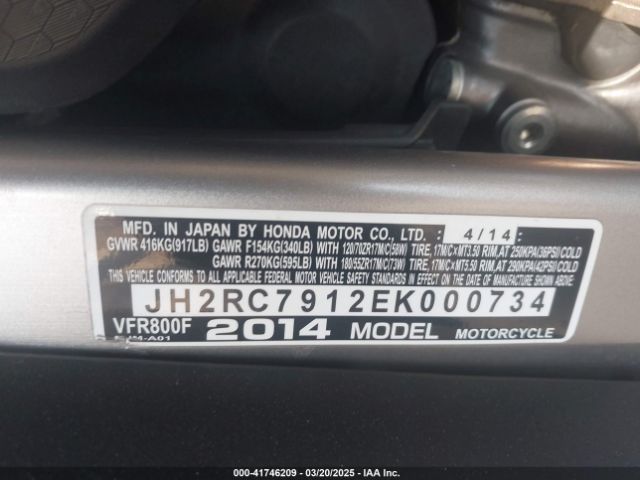 MFD. IN JAPAN BY HONDA MOTOR CO., LTD.: 4/14:
GVWR 416KG(917LB) GAWR F154KG(340LB) WITH 120/70ZR17M/C(58W) TIRE, 17M/C×MT3.50 RIM, AT 250KPA(36PSI)COLD
GAWR R270KG(595LB) WITH 180/55ZR17M/C(73W) TIRE, 17M/C×MT5.50 RIM, AT 290KPA(42PSI)COLD
This vehicle conforms to all applicable Federal Motor Vehicle Safety Standards in effect on the date of manufacture shown above.
JH2RC7912EK000734
VFR800F 2014 MODEL MOTORCYCLE
A01
© 41746209 - 03/20/2025 - IAA, Inc.